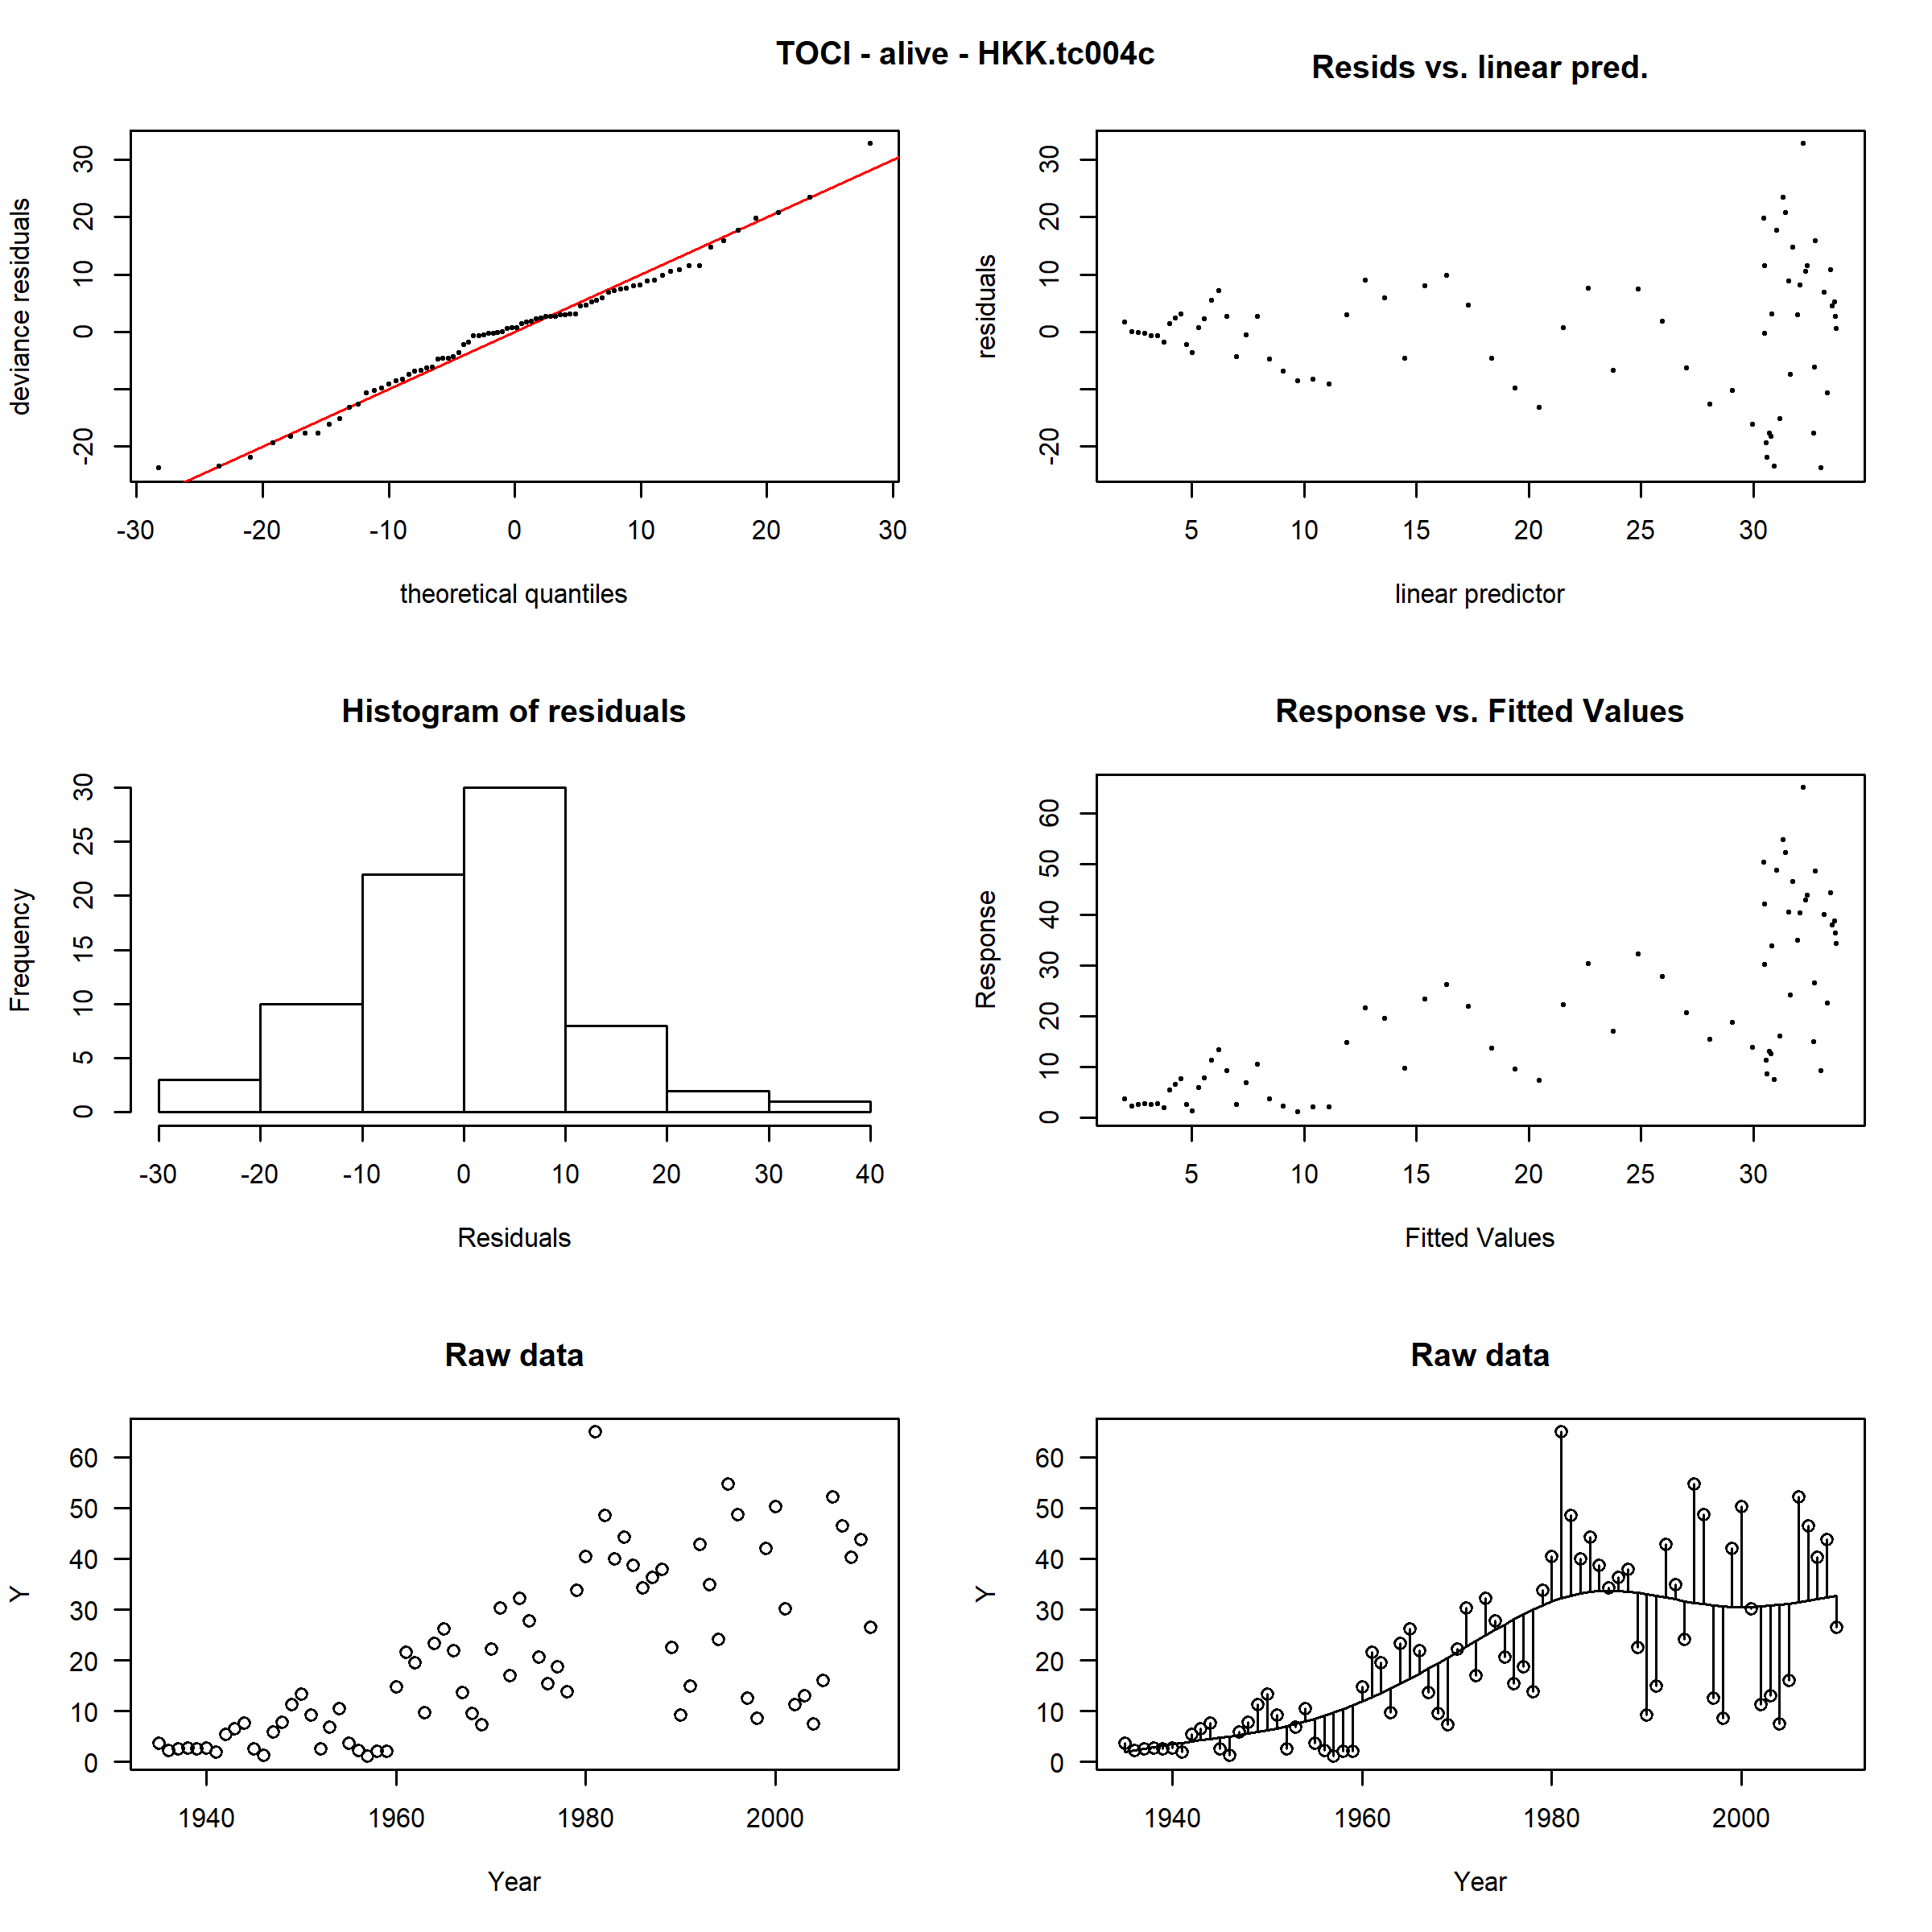 TOCI - alive - HKK.tc004c
Resids vs. linear pred.
deviance residuals
-20 0 10 20 30
-30 -20 -10 0 10 20 30
theoretical quantiles
residuals
-20 0 10 20 30
5 10 15 20 25 30
linear predictor
Histogram of residuals
Frequency
0 5 10 15 20 25 30
-30 -20 -10 0 10 20 30 40
Residuals
Response vs. Fitted Values
Response
0 10 20 30 40 50 60
5 10 15 20 25 30
Fitted Values
Raw data
Y
60
50
40
30
20
10
0
1940 1960 1980 2000
Year
Raw data
Y
60
50
40
30
20
10
0
1940 1960 1980 2000
Year